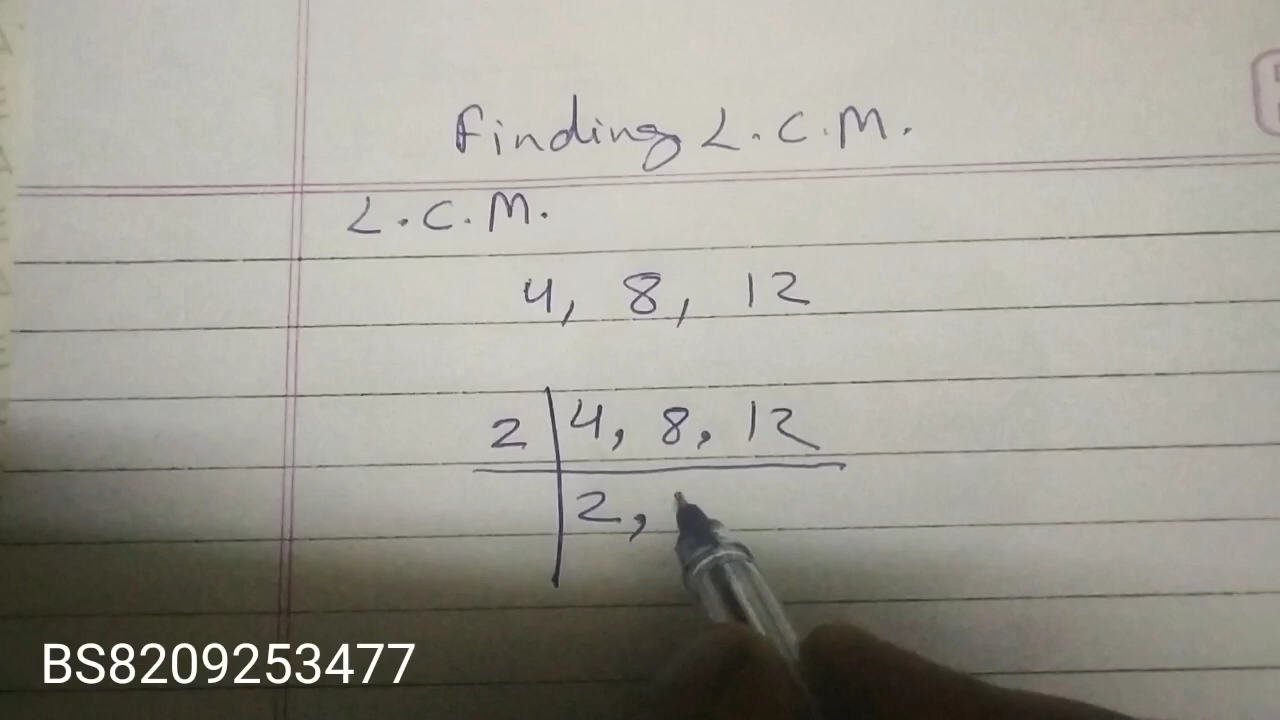 Finding L.C.M.
L.C.M.
4, 8, 12
2 4, 8, 12
2,
BS8209253477